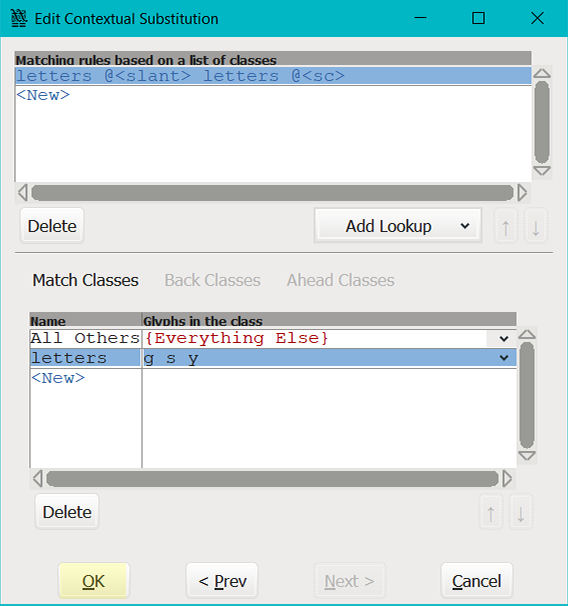 Edit Contextual Substitution
Matching rules based on a list of classes
letters @<slant> letters @<sc>
<New>
Delete
Add Lookup
↑ ↓
Match Classes Back Classes Ahead Classes
Name Glyphs in the class
All Others {Everything Else}
letters g s y
<New>
Delete
↑ ↓
OK < Prev Next > Cancel